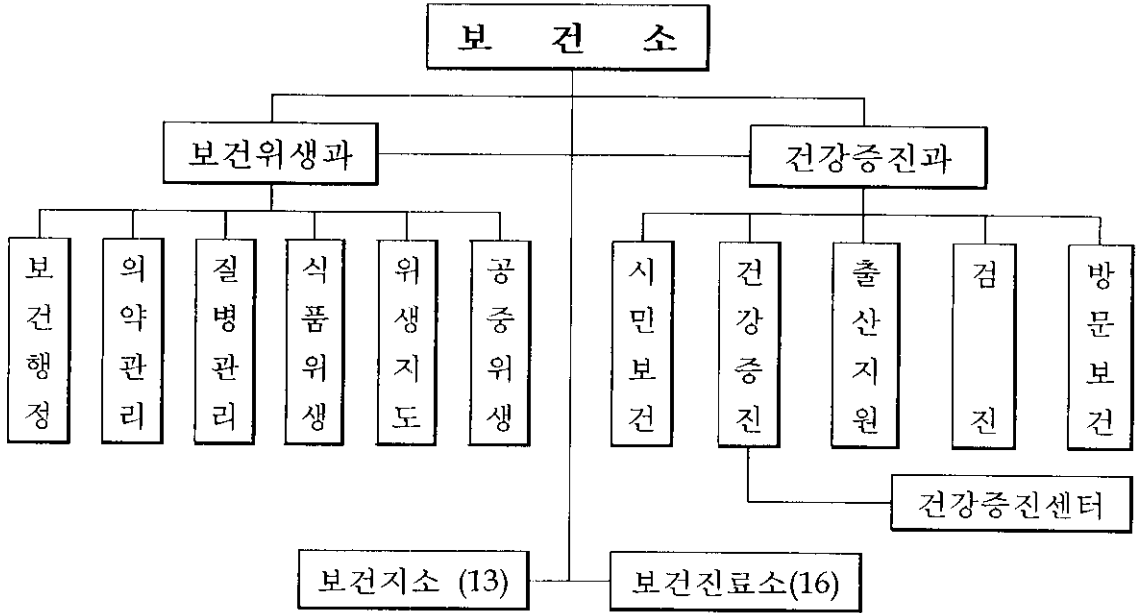 보 건 소
보건위생과
건강증진과
보건행정
의약관리
질병관리
식품위생
위생지도
공중위생
시민보건
건강증진
출산지원
검진
방문보건
건강증진센터
보건지소 (13)
보건진료소(16)